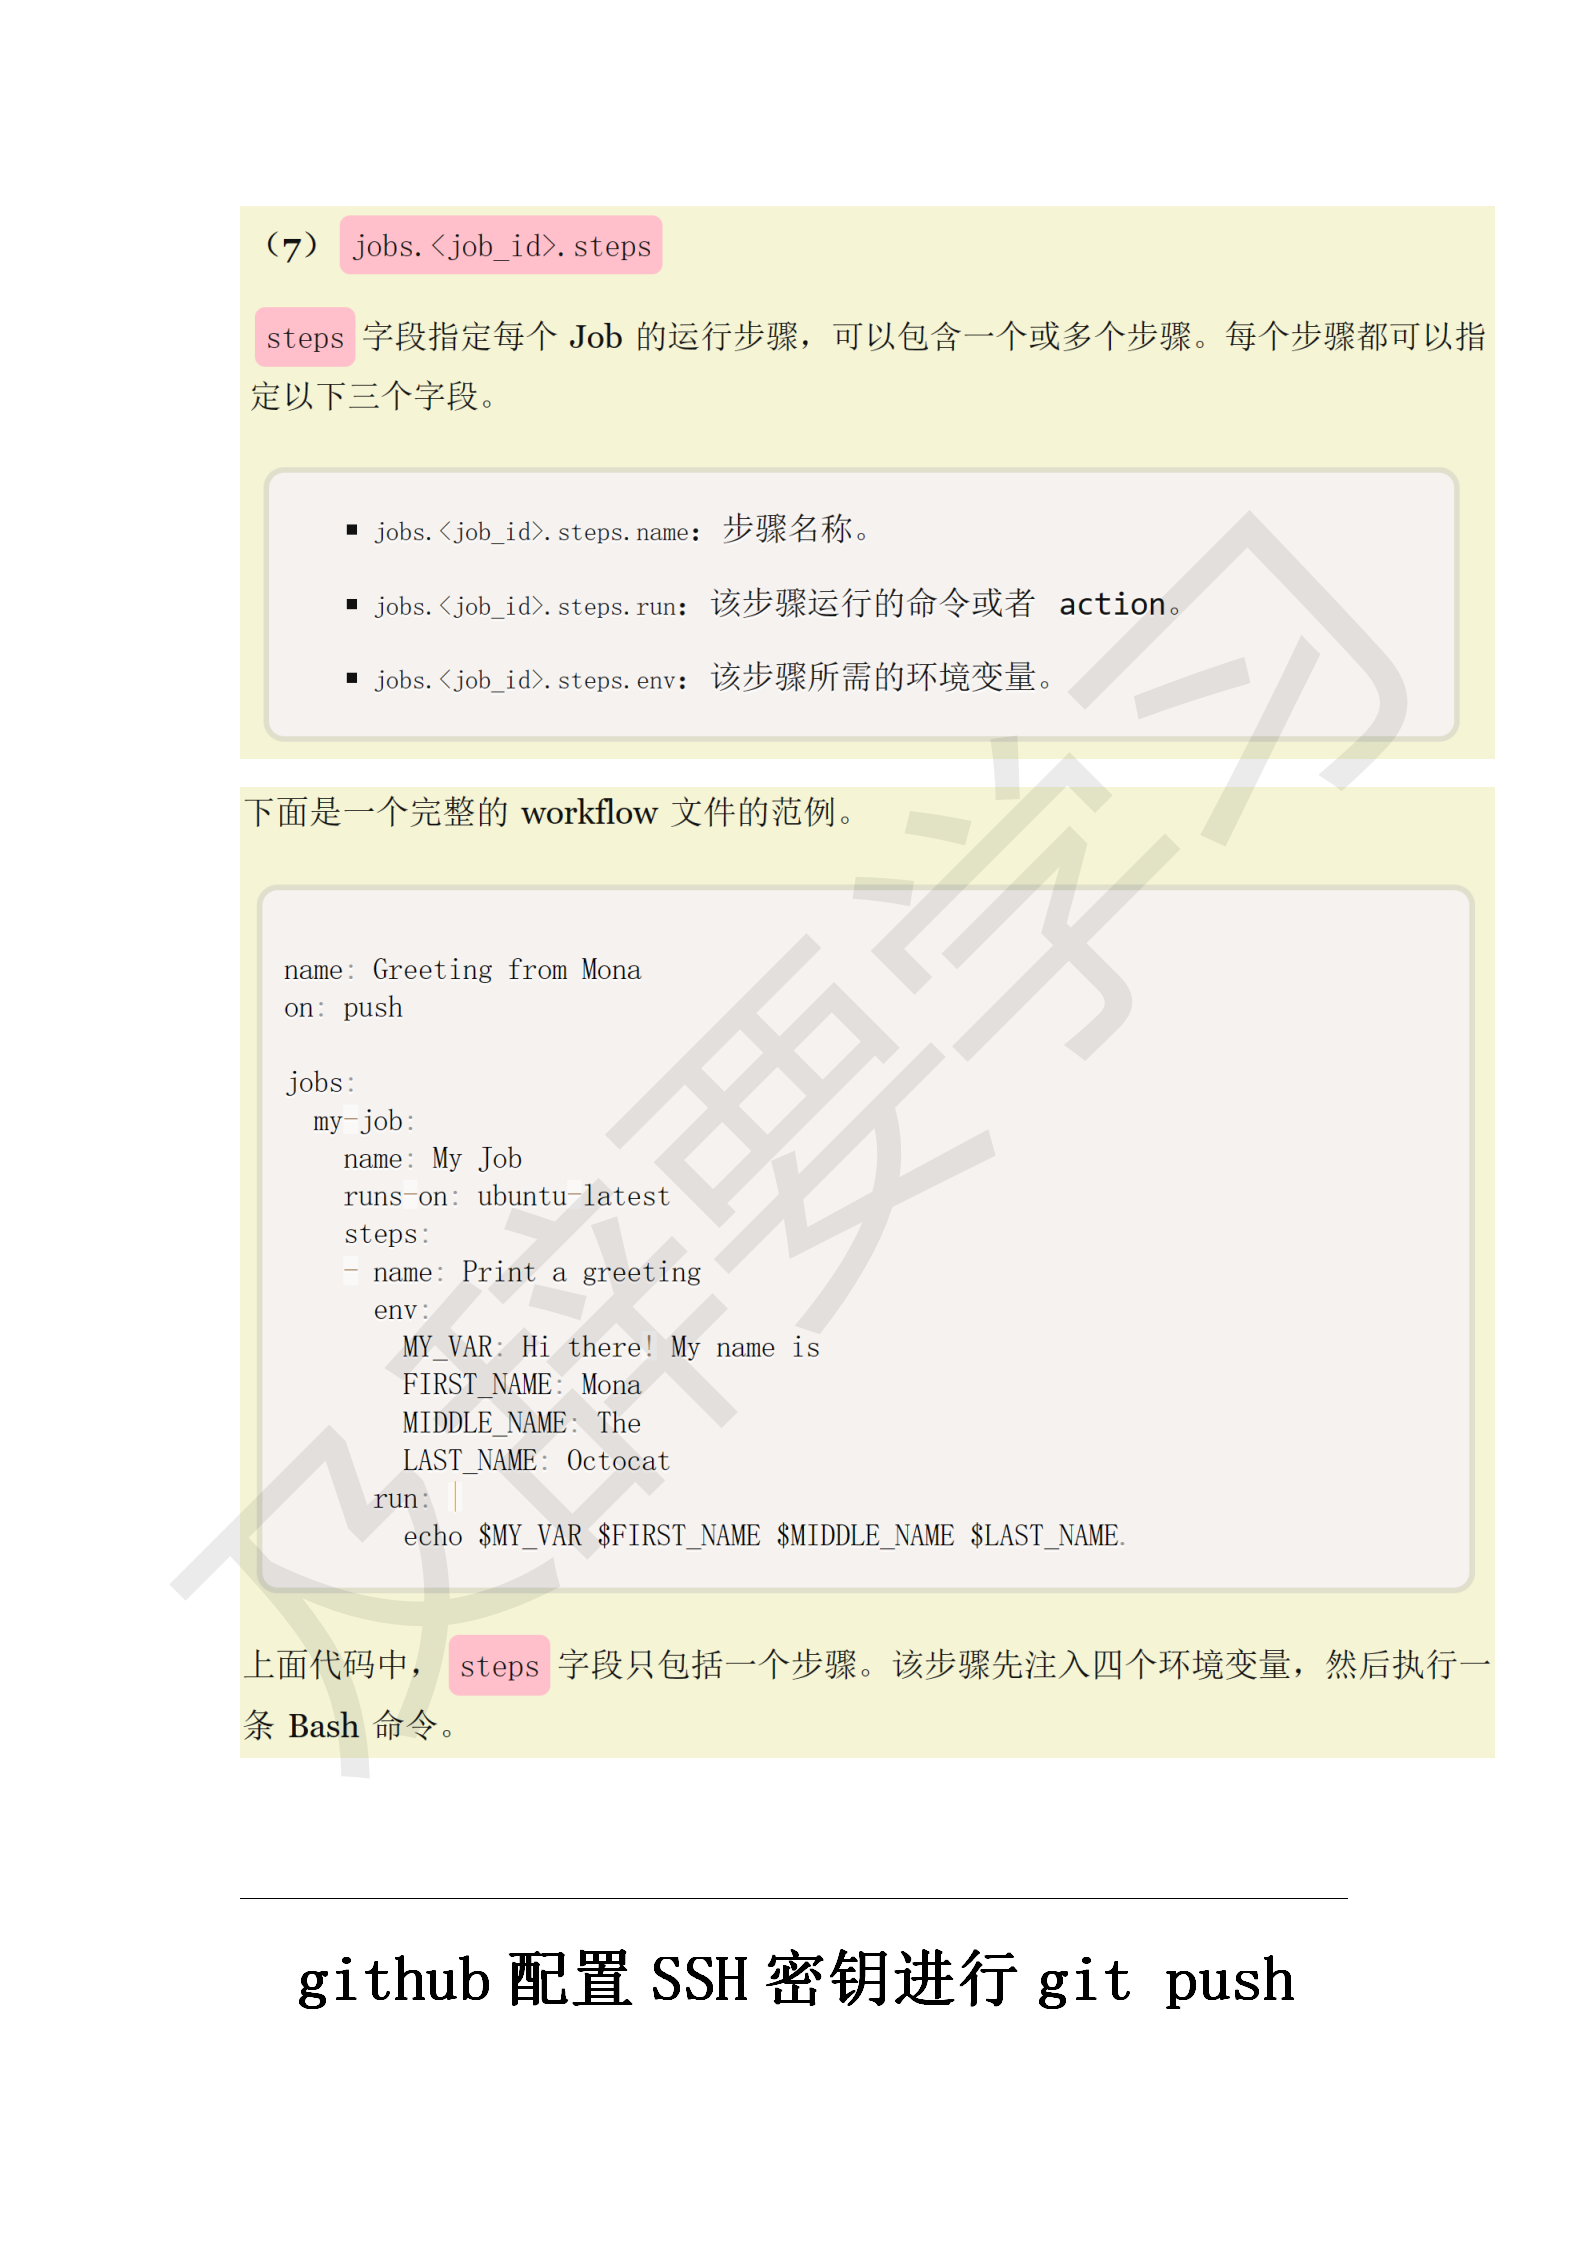 （7） jobs.<job_id>.steps
steps 字段指定每个 Job 的运行步骤，可以包含一个或多个步骤。每个步骤都可以指
定以下三个字段。
▪ jobs.<job_id>.steps.name：步骤名称。
▪ jobs.<job_id>.steps.run：该步骤运行的命令或者 action。
▪ jobs.<job_id>.steps.env：该步骤所需的环境变量。
下面是一个完整的 workflow 文件的范例。
name: Greeting from Mona
on: push
jobs:
  my-job:
    name: My Job
    runs-on: ubuntu-latest
    steps:
    - name: Print a greeting
      env:
        MY_VAR: Hi there! My name is
        FIRST_NAME: Mona
        MIDDLE_NAME: The
        LAST_NAME: Octocat
      run: |
        echo $MY_VAR $FIRST_NAME $MIDDLE_NAME $LAST_NAME.
上面代码中， steps 字段只包括一个步骤。该步骤先注入四个环境变量，然后执行一
条 Bash 命令。
github 配置 SSH 密钥进行 git push
及辞要学习